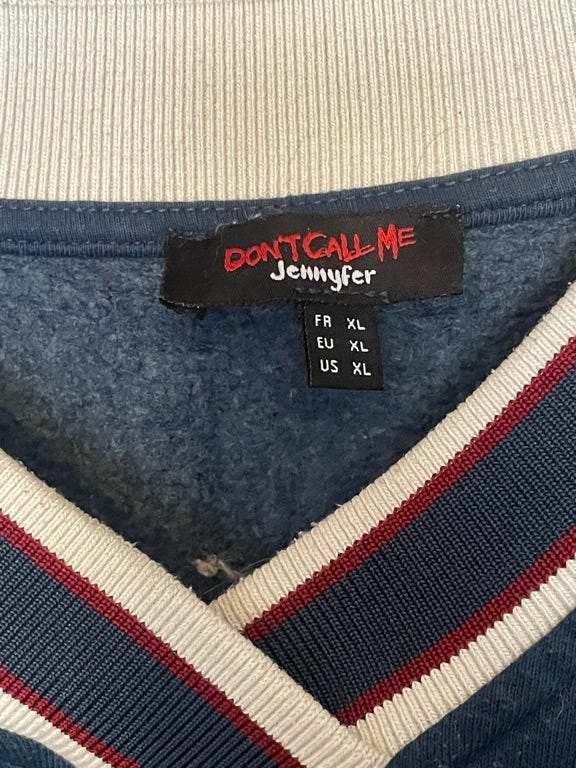 DON'T CALL ME
Jennyfer
FR XL
EU XL
US XL